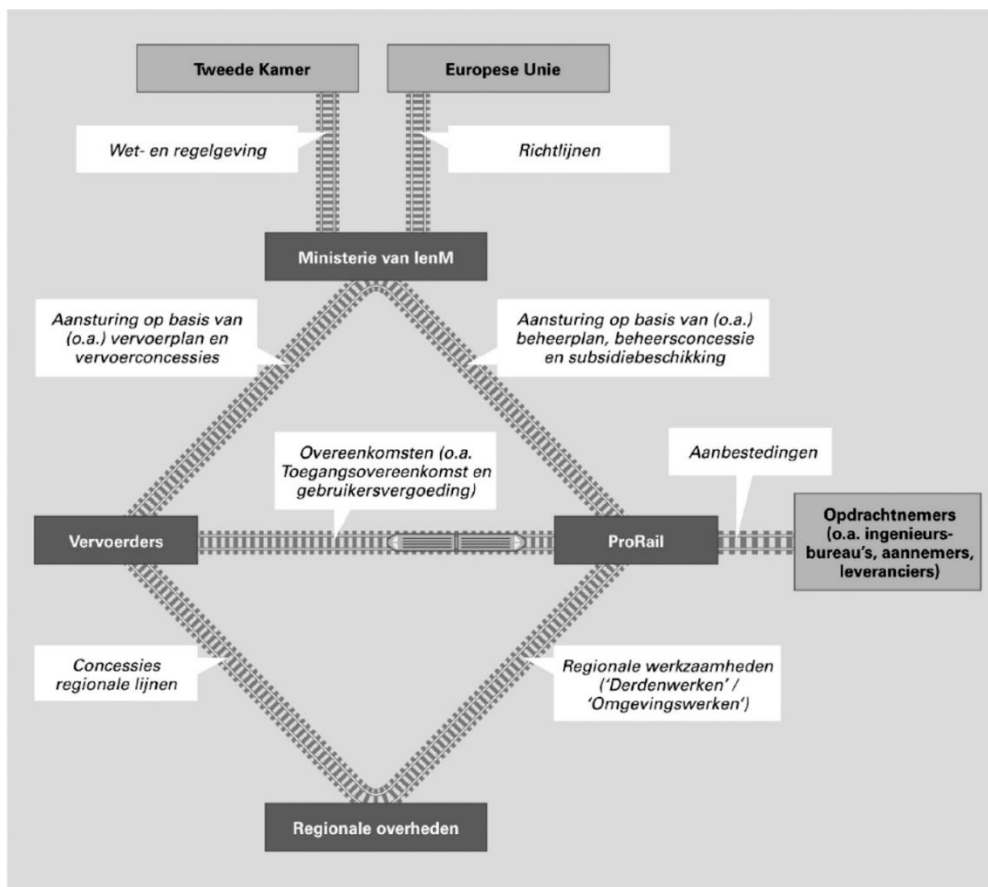 Tweede Kamer
Europese Unie
Wet- en regelgeving
Richtlijnen
Ministerie van IenM
Aansturing op basis van
(o.a.) vervoerplan en
vervoerconcessies
Aansturing op basis van (o.a.)
beheerplan, beheersconcessie
en subsidiebeschikking
Overeenkomsten (o.a.
Toegangsovereenkomst en
gebruikersvergoeding)
Aanbestedingen
Vervoerders
ProRail
Opdrachtnemers
(o.a. ingenieurs-
bureau's, aannemers,
leveranciers)
Concessies
regionale lijnen
Regionale werkzaamheden
('Derdenwerken' /
'Omgevingswerken')
Regionale overheden